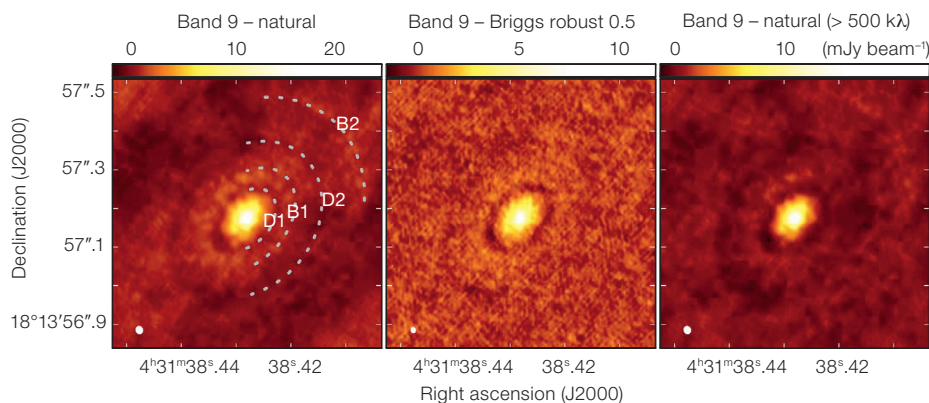 Band 9 – natural
Band 9 – Briggs robust 0.5
Band 9 – natural (> 500 kλ)
0 10 20
0 5 10
0 10 (mJy beam⁻¹)
57″.5
57″.3
57″.1
18°13′56″.9
Declination (J2000)
B2
D2
B1
D1
4ʰ31ᵐ38ˢ.44 38ˢ.42
4ʰ31ᵐ38ˢ.44 38ˢ.42
4ʰ31ᵐ38ˢ.44 38ˢ.42
Right ascension (J2000)